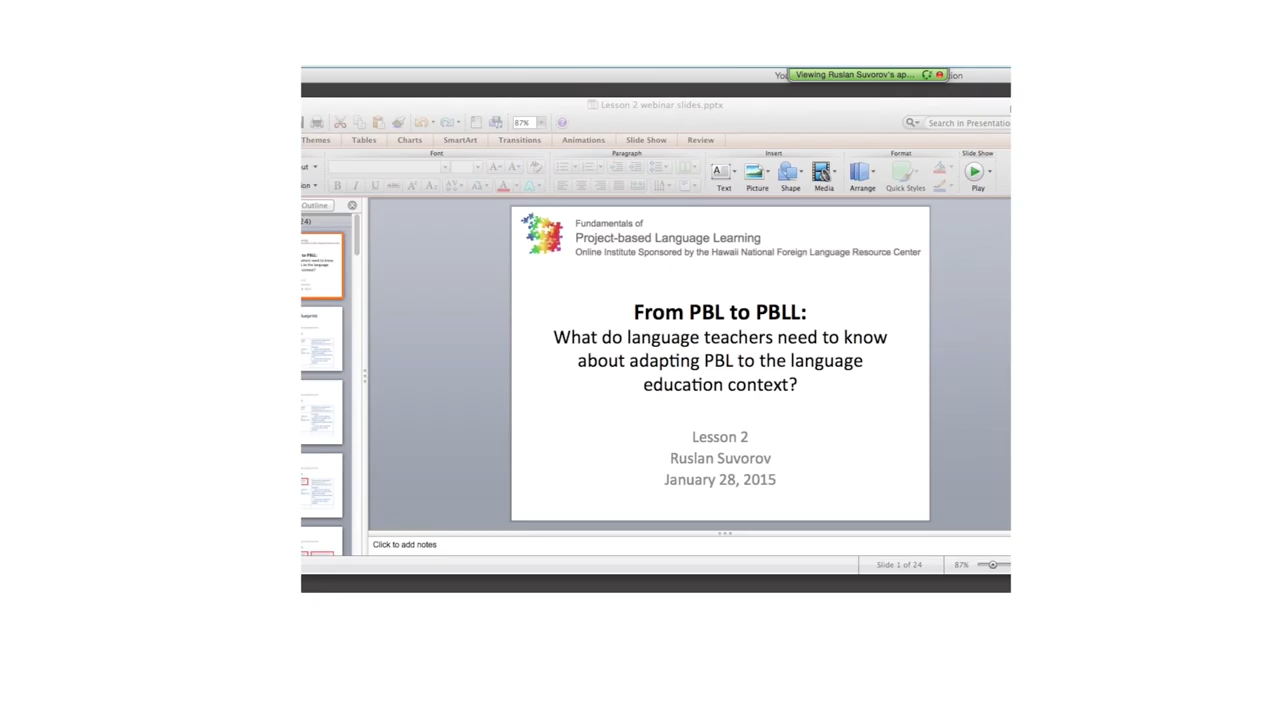 Viewing Ruslan Suvorov's ap...
Lesson 2 webinar slides.pptx
87%
Search in Presentatio
Themes Tables Charts SmartArt Transitions Animations Slide Show Review
Font Paragraph Insert Format Slide Show
Text Picture Shape Media Arrange Quick Styles Play
Outline
Fundamentals of
Project-based Language Learning
Online Institute Sponsored by the Hawaii National Foreign Language Resource Center
From PBL to PBLL:
What do language teachers need to know
about adapting PBL to the language
education context?
Lesson 2
Ruslan Suvorov
January 28, 2015
Click to add notes
Slide 1 of 24 87%